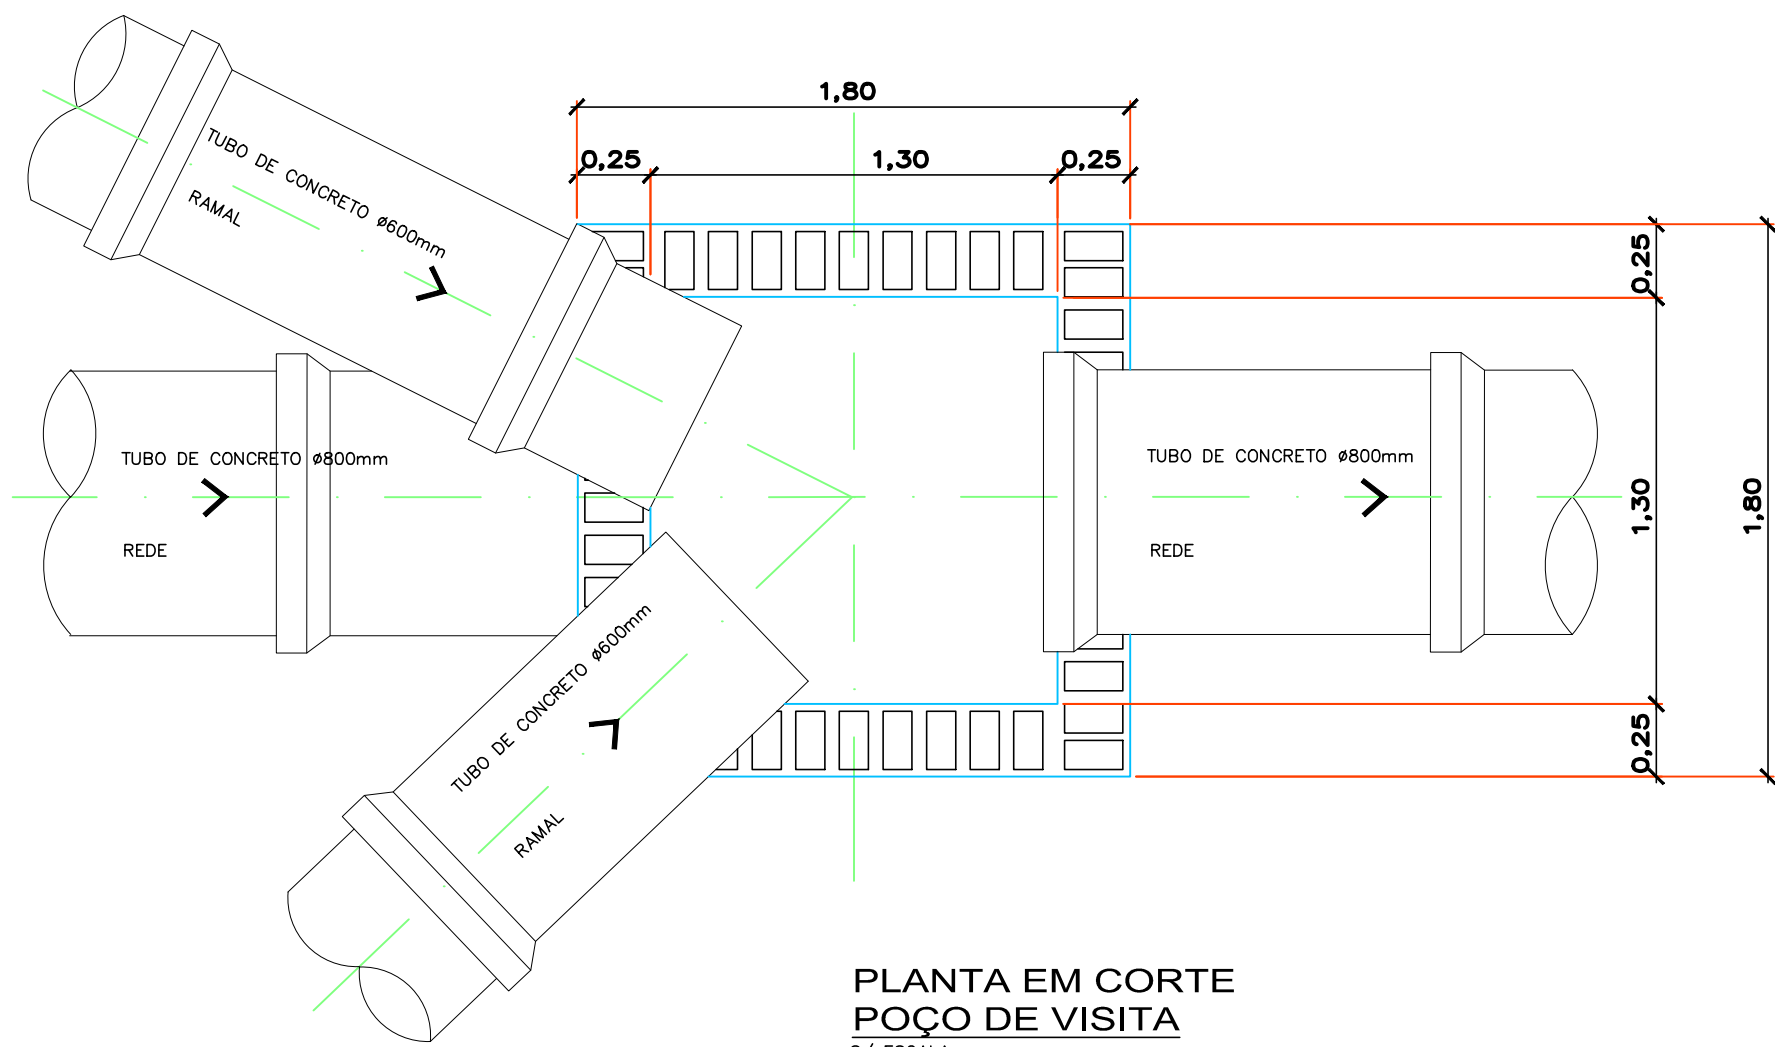 1,80
0,25
1,30
0,25
TUBO DE CONCRETO ø600mm
RAMAL
0,25
1,30
1,80
0,25
TUBO DE CONCRETO ø800mm
REDE
TUBO DE CONCRETO ø800mm
REDE
TUBO DE CONCRETO ø600mm
RAMAL
PLANTA EM CORTE
POÇO DE VISITA
S/ ESCALA